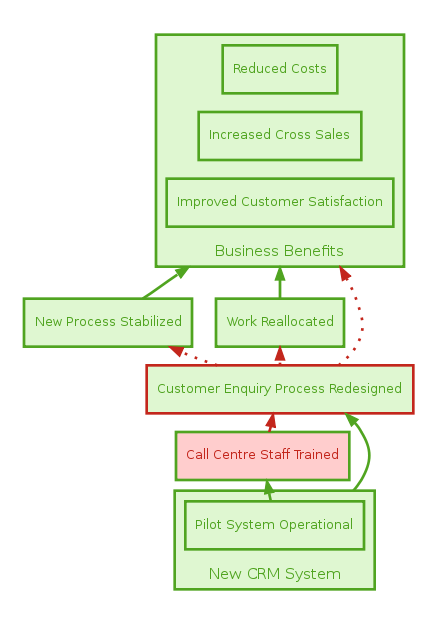 Reduced Costs
Increased Cross Sales
Improved Customer Satisfaction
Business Benefits
New Process Stabilized
Work Reallocated
Customer Enquiry Process Redesigned
Call Centre Staff Trained
Pilot System Operational
New CRM System